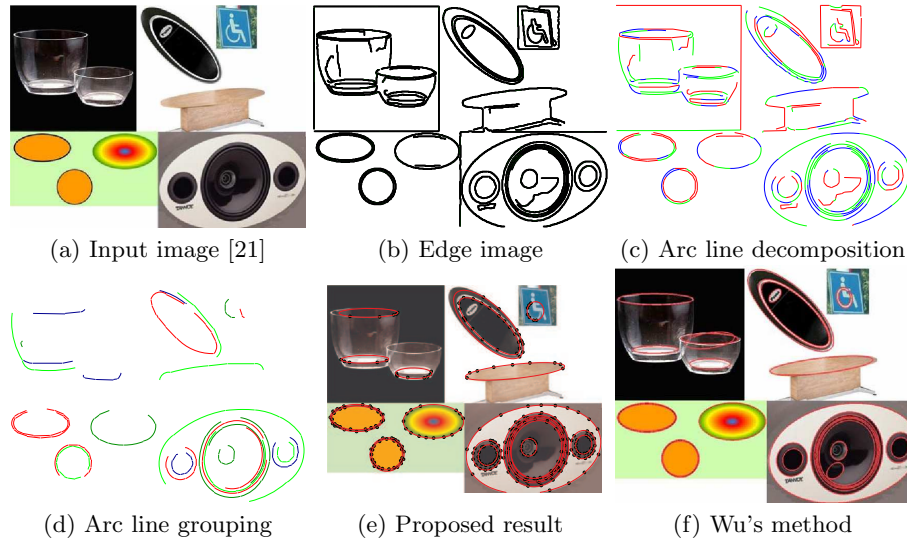 (a) Input image [21]
(b) Edge image
(c) Arc line decomposition
(d) Arc line grouping
(e) Proposed result
(f) Wu's method